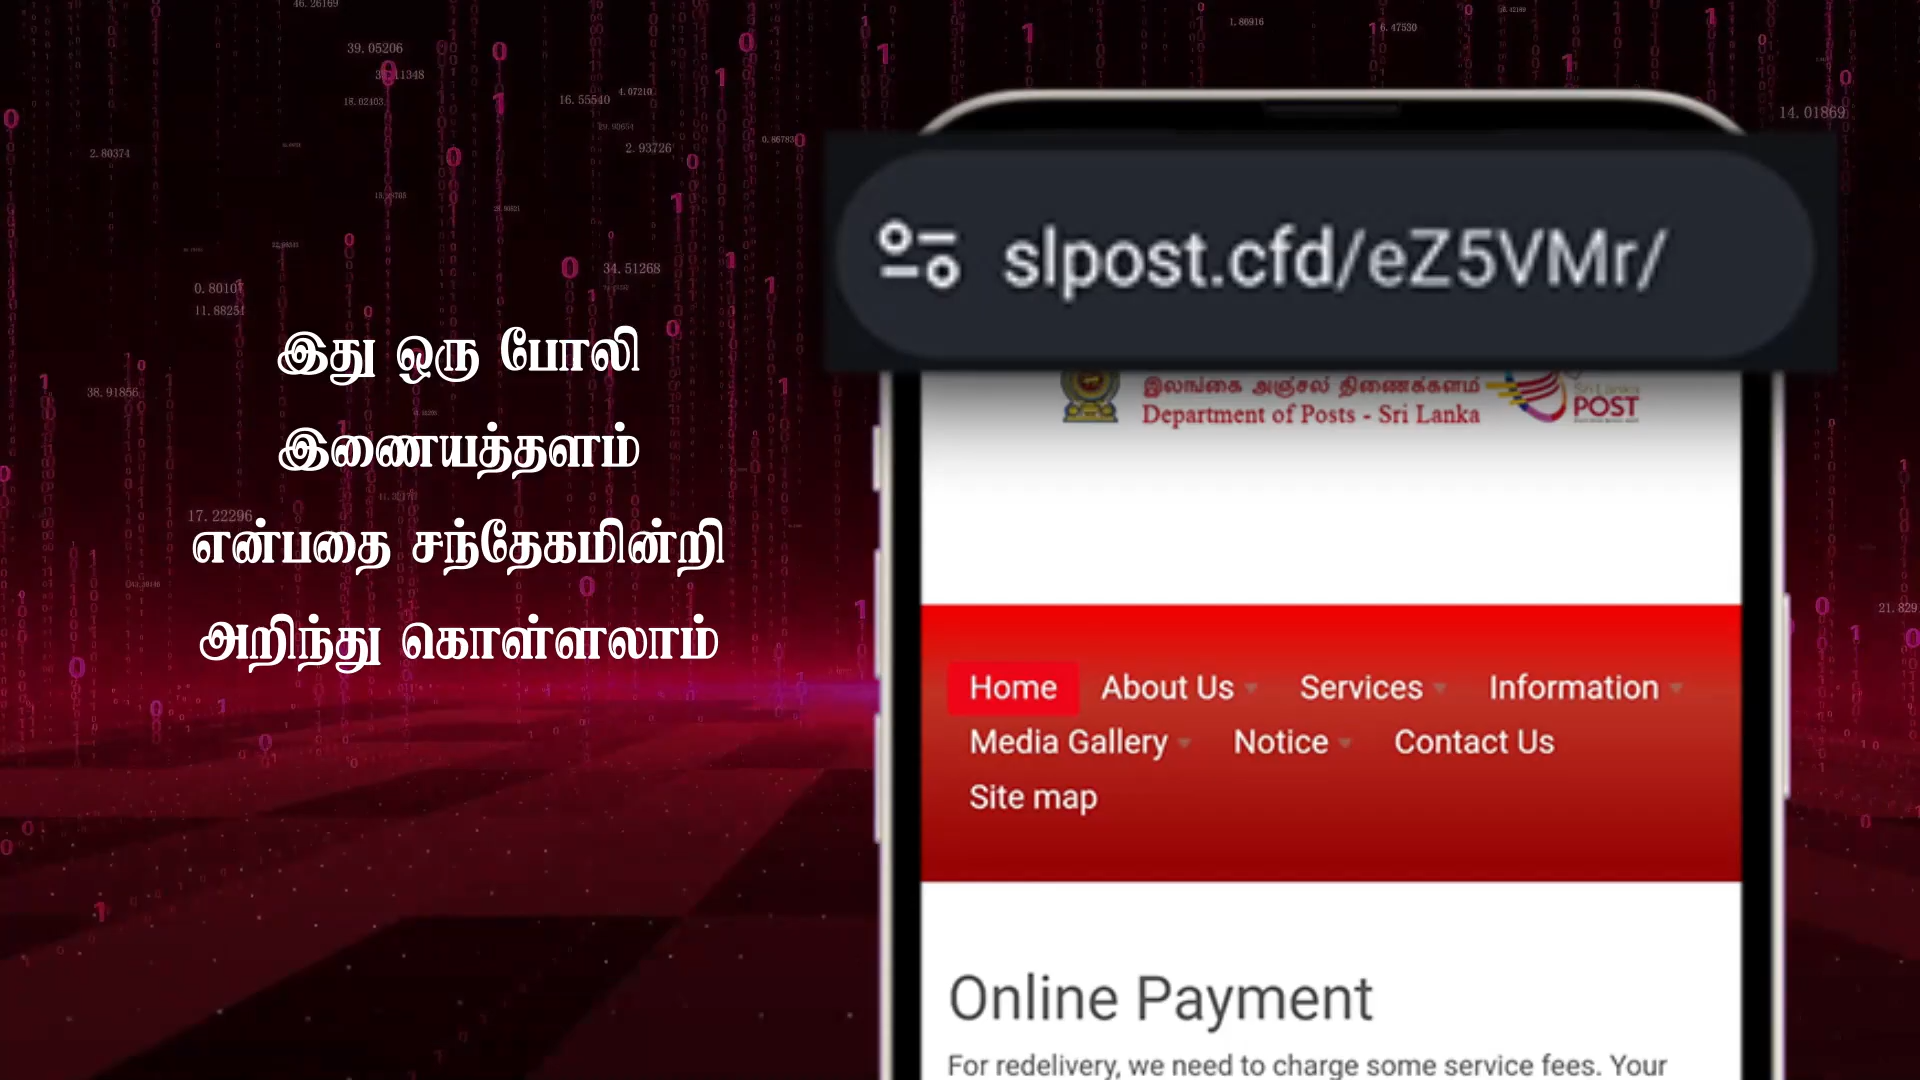 இது ஒரு போலி
இணையத்தளம்
என்பதை சந்தேகமின்றி
அறிந்து கொள்ளலாம்
slpost.cfd/eZ5VMr/
இலங்கை அஞ்சல் திணைக்களம்
Department of Posts - Sri Lanka
Sri Lanka
POST
Home About Us Services Information
Media Gallery Notice Contact Us
Site map
Online Payment
For redelivery, we need to charge some service fees. Your